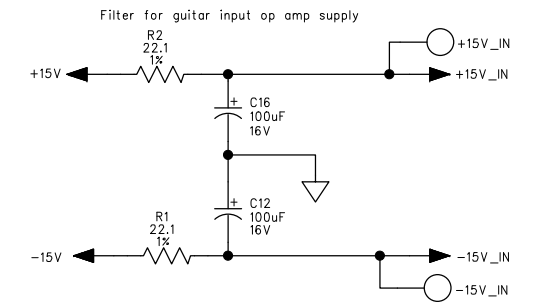 Filter for guitar input op amp supply
R2
22.1
1%
+15V_IN
+15V
+15V_IN
+
C16
100uF
16V
+
C12
100uF
16V
R1
22.1
1%
-15V
-15V_IN
-15V_IN